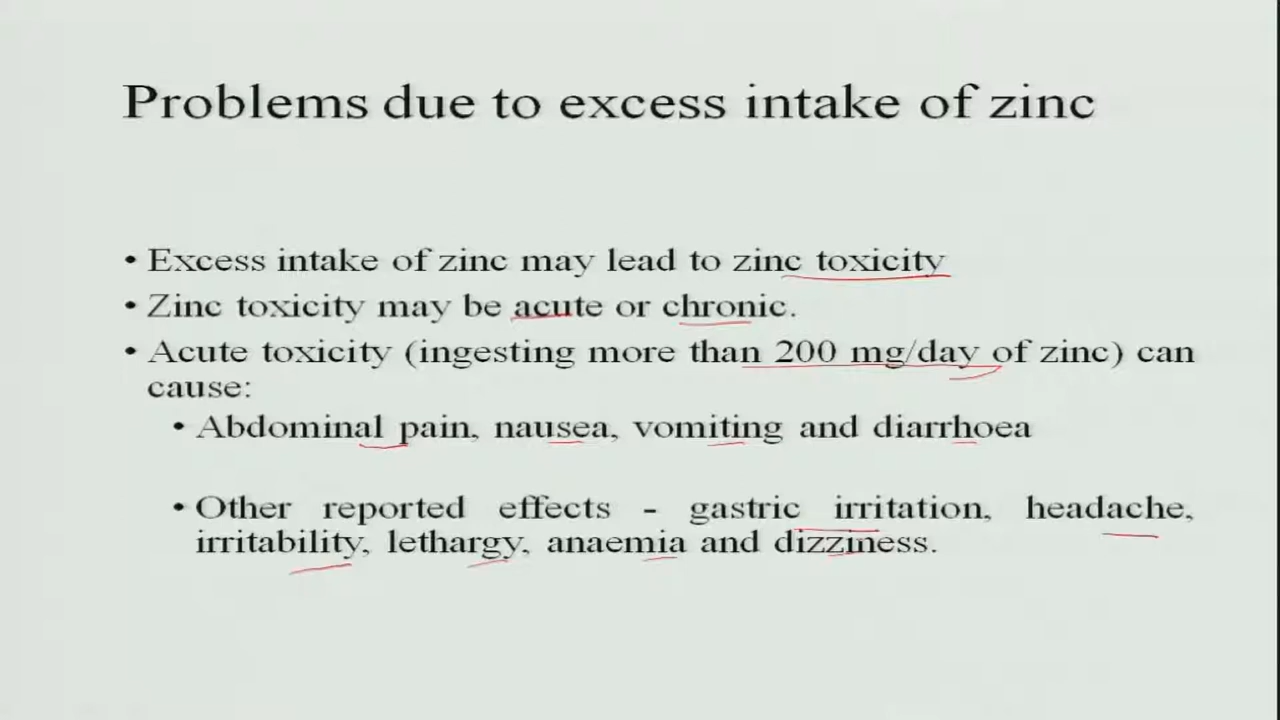 Problems due to excess intake of zinc
• Excess intake of zinc may lead to zinc toxicity
• Zinc toxicity may be acute or chronic.
• Acute toxicity (ingesting more than 200 mg/day of zinc) can
cause:
• Abdominal pain, nausea, vomiting and diarrhoea
• Other reported effects - gastric irritation, headache,
irritability, lethargy, anaemia and dizziness.